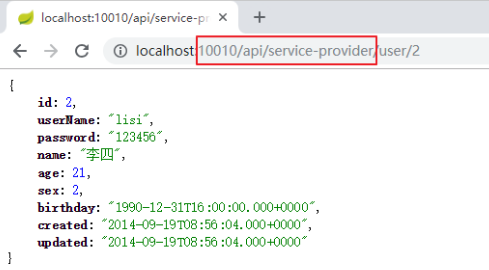 localhost:10010/api/service-pr
localhost:10010/api/service-provider/user/2
{
id: 2,
userName: "lisi",
password: "123456",
name: "李四",
age: 21,
sex: 2,
birthday: "1990-12-31T16:00:00.000+0000",
created: "2014-09-19T08:56:04.000+0000",
updated: "2014-09-19T08:56:04.000+0000"
}